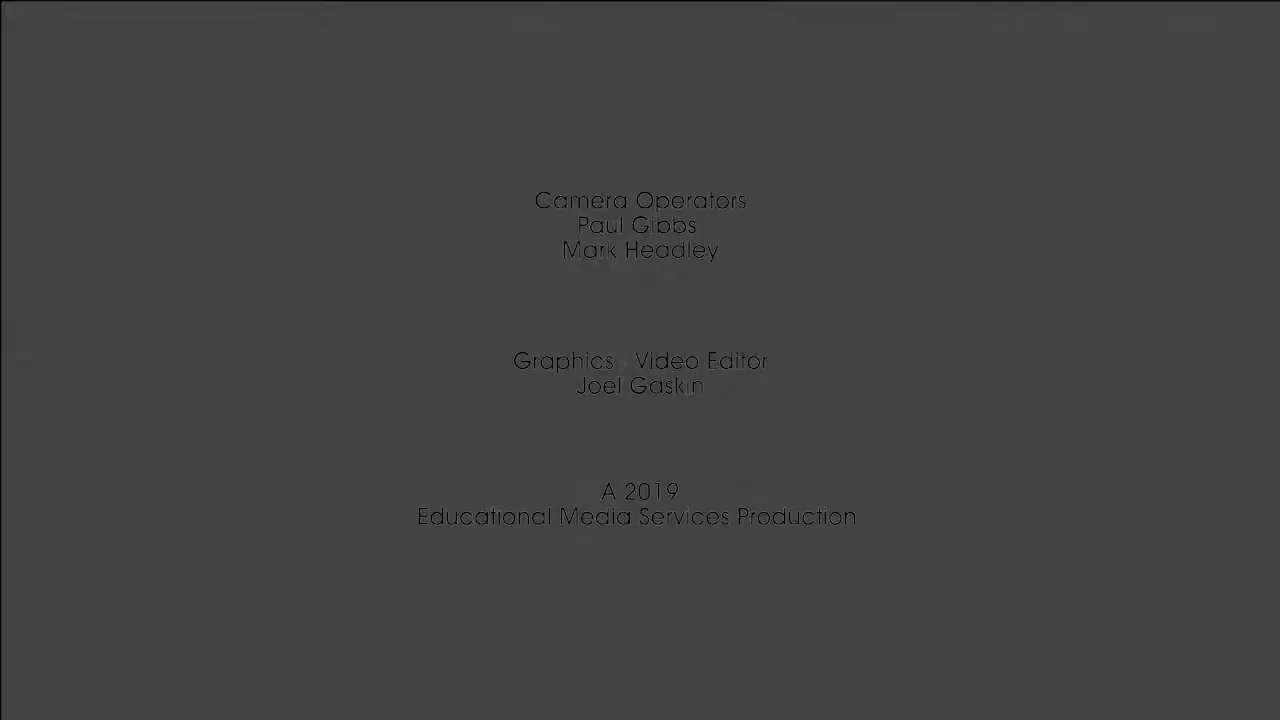 Camera Operators
Paul Gibbs
Mark Headley
Graphics / Video Editor
Joel Gaskin
A 2019
Educational Media Services Production